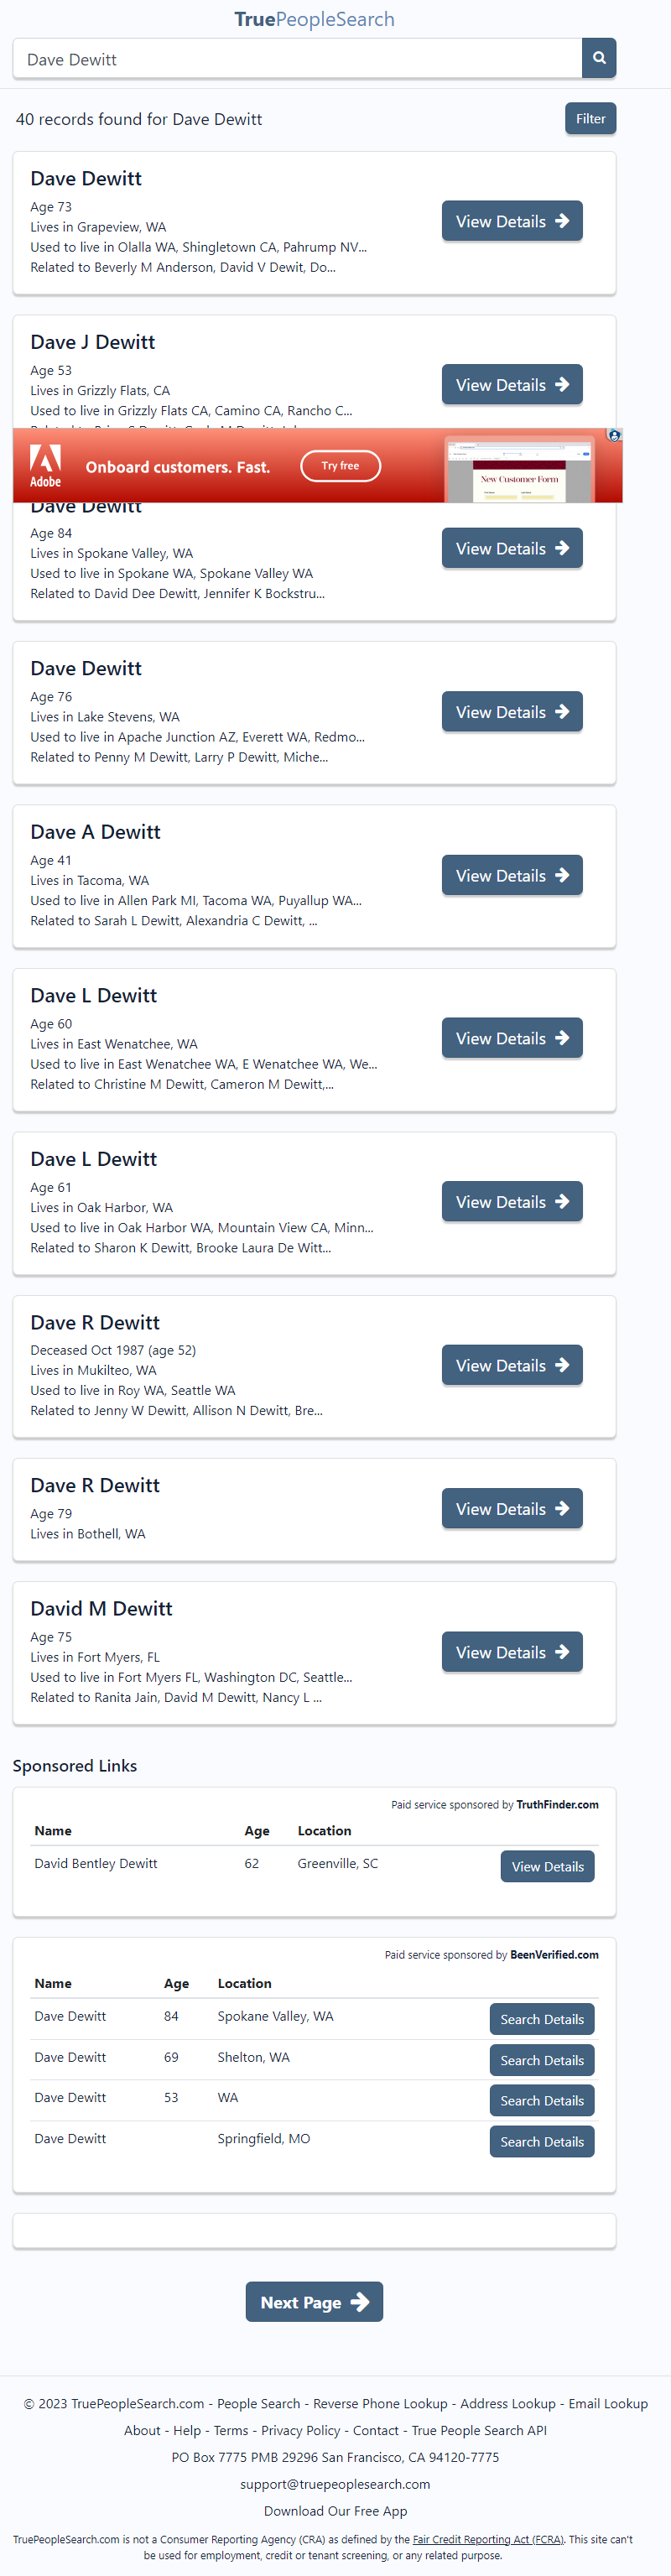 TruePeopleSearch
Dave Dewitt
40 records found for Dave Dewitt
Filter
Dave Dewitt
Age 73
Lives in Grapeview, WA
Used to live in Olalla WA, Shingletown CA, Pahrump NV...
Related to Beverly M Anderson, David V Dewit, Do...
View Details
Dave J Dewitt
Age 53
Lives in Grizzly Flats, CA
Used to live in Grizzly Flats CA, Camino CA, Rancho C...
View Details
Adobe
Onboard customers. Fast.
Try free
New Customer Form
Dave Dewitt
Age 84
Lives in Spokane Valley, WA
Used to live in Spokane WA, Spokane Valley WA
Related to David Dee Dewitt, Jennifer K Bockstru...
View Details
Dave Dewitt
Age 76
Lives in Lake Stevens, WA
Used to live in Apache Junction AZ, Everett WA, Redmo...
Related to Penny M Dewitt, Larry P Dewitt, Miche...
View Details
Dave A Dewitt
Age 41
Lives in Tacoma, WA
Used to live in Allen Park MI, Tacoma WA, Puyallup WA...
Related to Sarah L Dewitt, Alexandria C Dewitt, ...
View Details
Dave L Dewitt
Age 60
Lives in East Wenatchee, WA
Used to live in East Wenatchee WA, E Wenatchee WA, We...
Related to Christine M Dewitt, Cameron M Dewitt,...
View Details
Dave L Dewitt
Age 61
Lives in Oak Harbor, WA
Used to live in Oak Harbor WA, Mountain View CA, Minn...
Related to Sharon K Dewitt, Brooke Laura De Witt...
View Details
Dave R Dewitt
Deceased Oct 1987 (age 52)
Lives in Mukilteo, WA
Used to live in Roy WA, Seattle WA
Related to Jenny W Dewitt, Allison N Dewitt, Bre...
View Details
Dave R Dewitt
Age 79
Lives in Bothell, WA
View Details
David M Dewitt
Age 75
Lives in Fort Myers, FL
Used to live in Fort Myers FL, Washington DC, Seattle...
Related to Ranita Jain, David M Dewitt, Nancy L ...
View Details
Sponsored Links
Paid service sponsored by TruthFinder.com
Name Age Location
David Bentley Dewitt 62 Greenville, SC View Details
Paid service sponsored by BeenVerified.com
Name Age Location
Dave Dewitt 84 Spokane Valley, WA Search Details
Dave Dewitt 69 Shelton, WA Search Details
Dave Dewitt 53 WA Search Details
Dave Dewitt Springfield, MO Search Details
Next Page
© 2023 TruePeopleSearch.com - People Search - Reverse Phone Lookup - Address Lookup - Email Lookup
About - Help - Terms - Privacy Policy - Contact - True People Search API
PO Box 7775 PMB 29296 San Francisco, CA 94120-7775
support@truepeoplesearch.com
Download Our Free App
TruePeopleSearch.com is not a Consumer Reporting Agency (CRA) as defined by the Fair Credit Reporting Act (FCRA). This site can't
be used for employment, credit or tenant screening, or any related purpose.